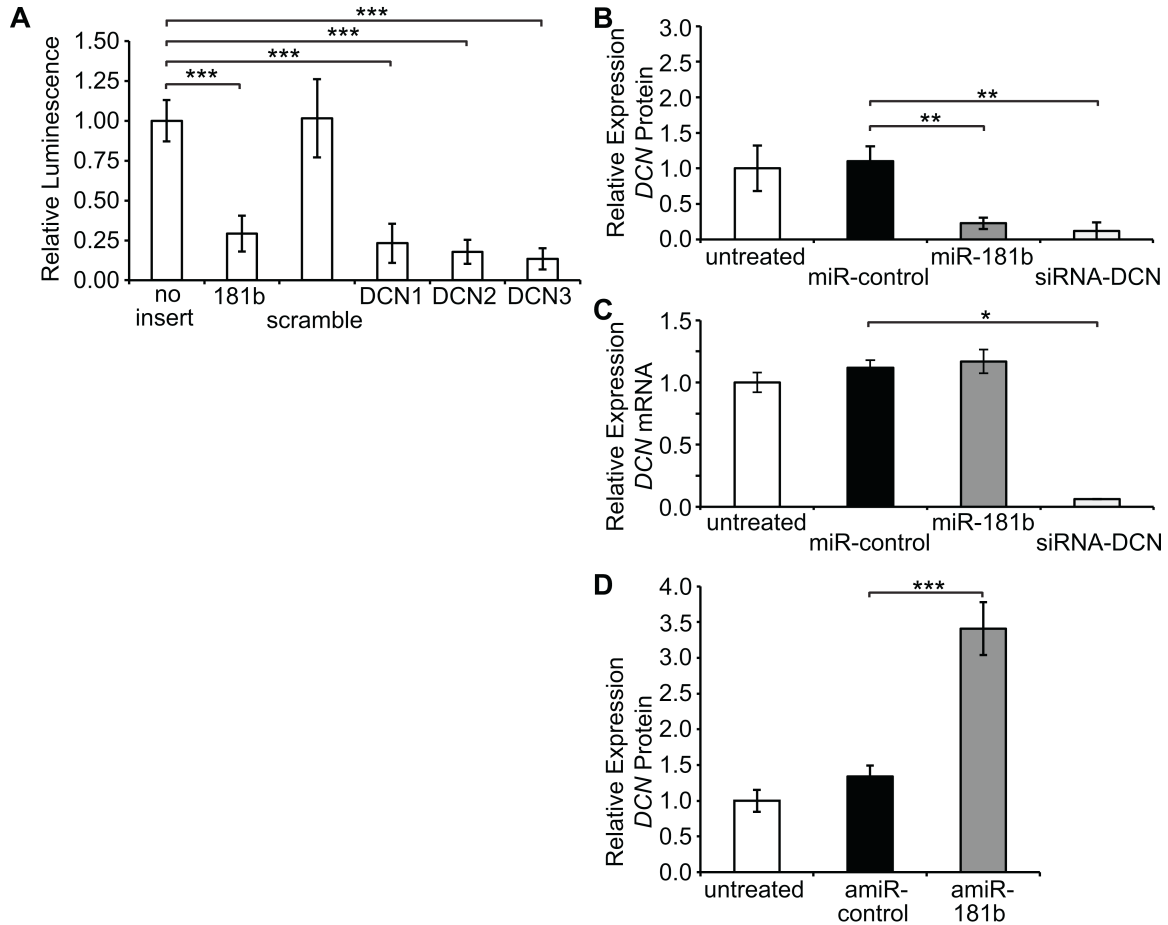 A
Relative Luminescence
1.50
1.25
1.00
0.75
0.50
0.25
0.00
***
***
***
***
no
insert
181b
scramble
DCN1
DCN2
DCN3
B
Relative Expression
DCN Protein
3.0
2.5
2.0
1.5
1.0
0.5
0.0
**
**
untreated
miR-control
miR-181b
siRNA-DCN
C
Relative Expression
DCN mRNA
1.5
1.0
0.5
0.0
*
untreated
miR-control
miR-181b
siRNA-DCN
D
Relative Expression
DCN Protein
4.0
3.5
3.0
2.5
2.0
1.5
1.0
0.5
0.0
***
untreated
amiR-
control
amiR-
181b